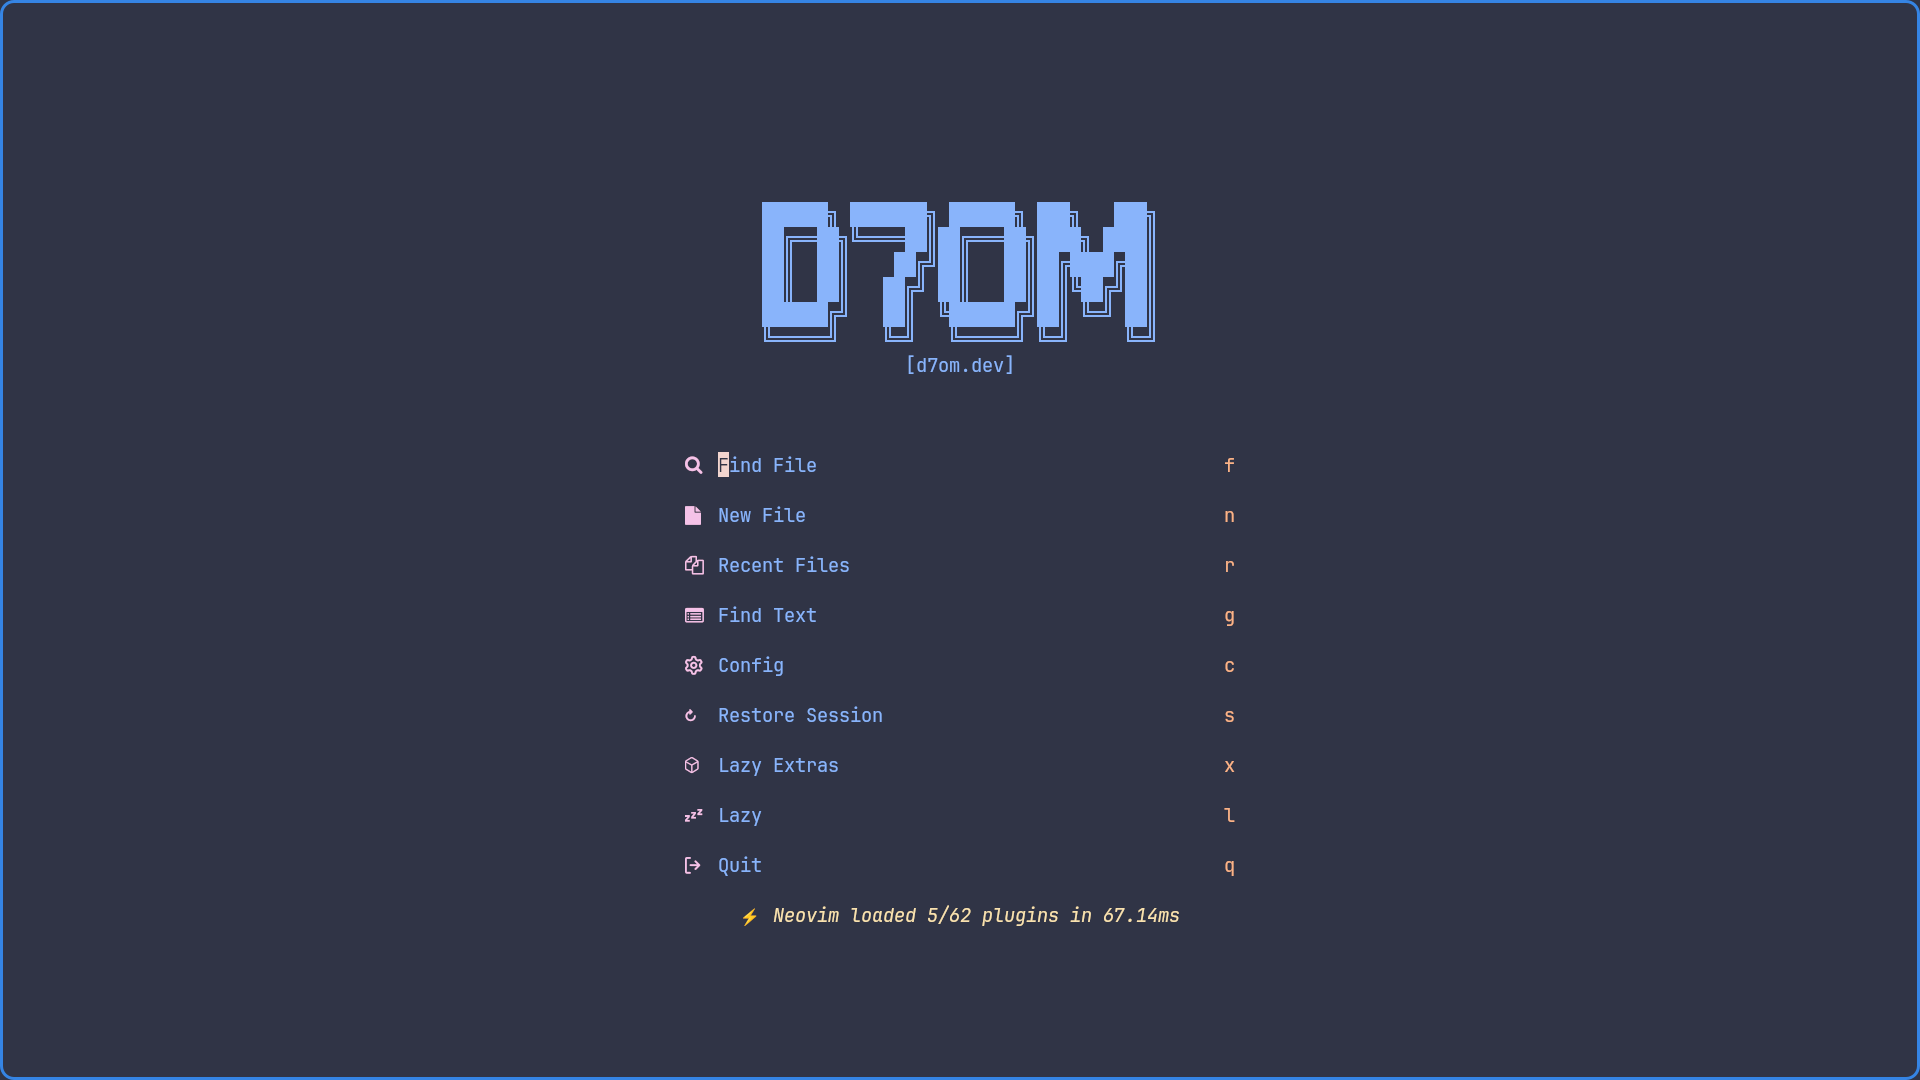 D7OM
[d7om.dev]
Find File f
New File n
Recent Files r
Find Text g
Config c
Restore Session s
Lazy Extras x
Lazy l
Quit q
⚡ Neovim loaded 5/62 plugins in 67.14ms